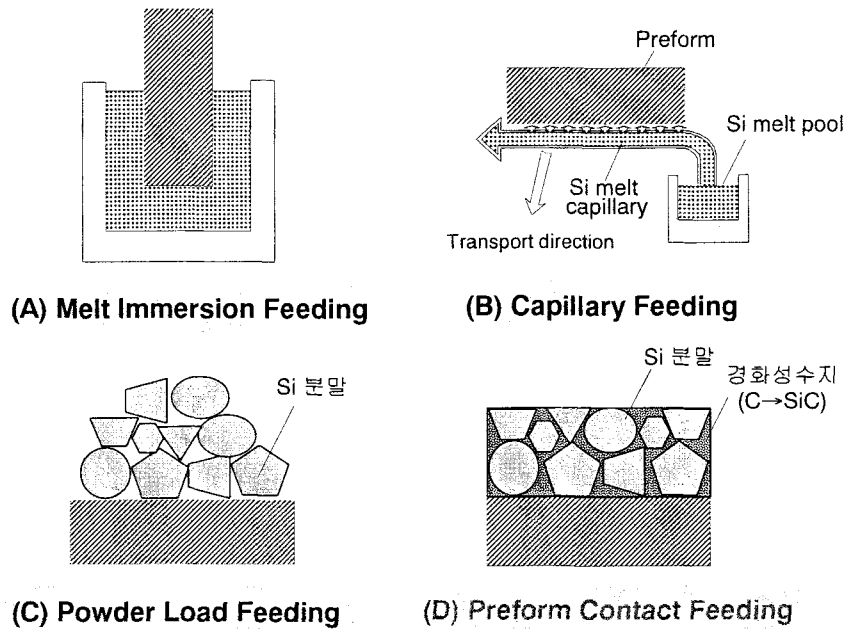 Preform
Si melt pool
Si melt
capillary
Transport direction
(A) Melt Immersion Feeding
(B) Capillary Feeding
Si 분말
Si 분말
경화성수지
(C→SiC)
(C) Powder Load Feeding
(D) Preform Contact Feeding